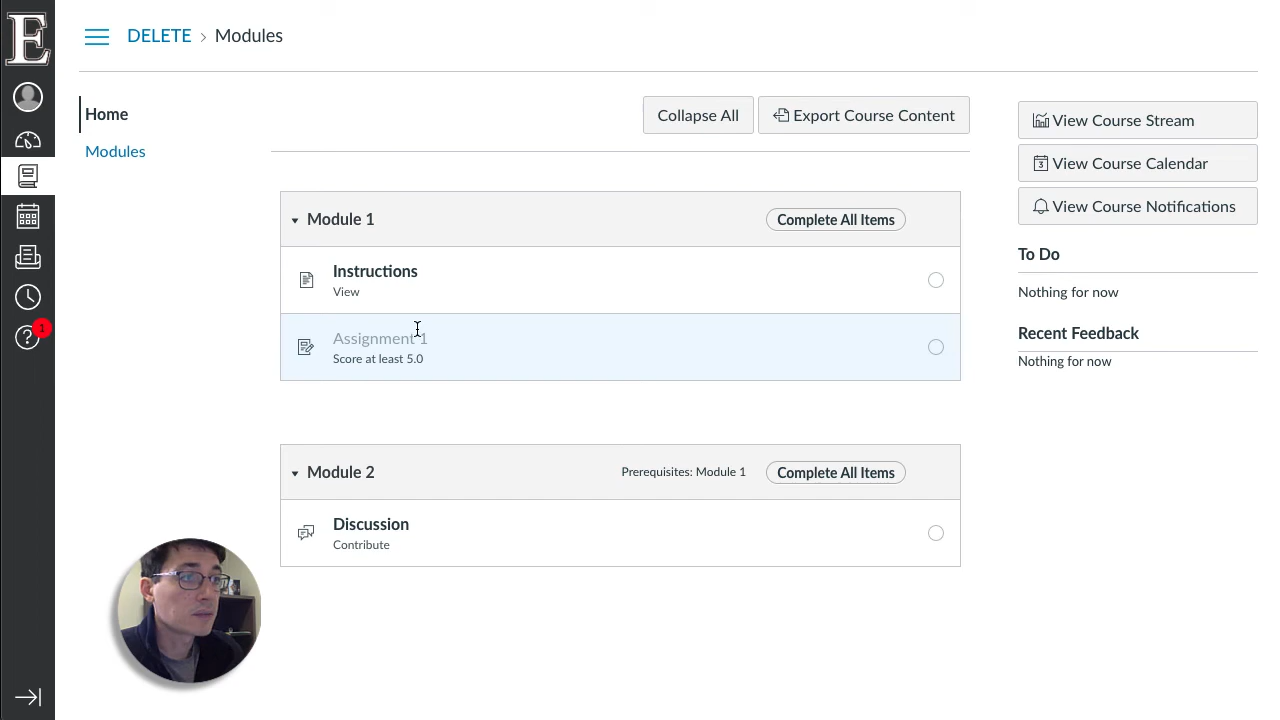 E
DELETE > Modules
Home
Modules
Collapse All
Export Course Content
Module 1
Complete All Items
Instructions
View
Assignment 1
Score at least 5.0
Module 2
Prerequisites: Module 1
Complete All Items
Discussion
Contribute
View Course Stream
3 View Course Calendar
View Course Notifications
To Do
Nothing for now
Recent Feedback
Nothing for now
1